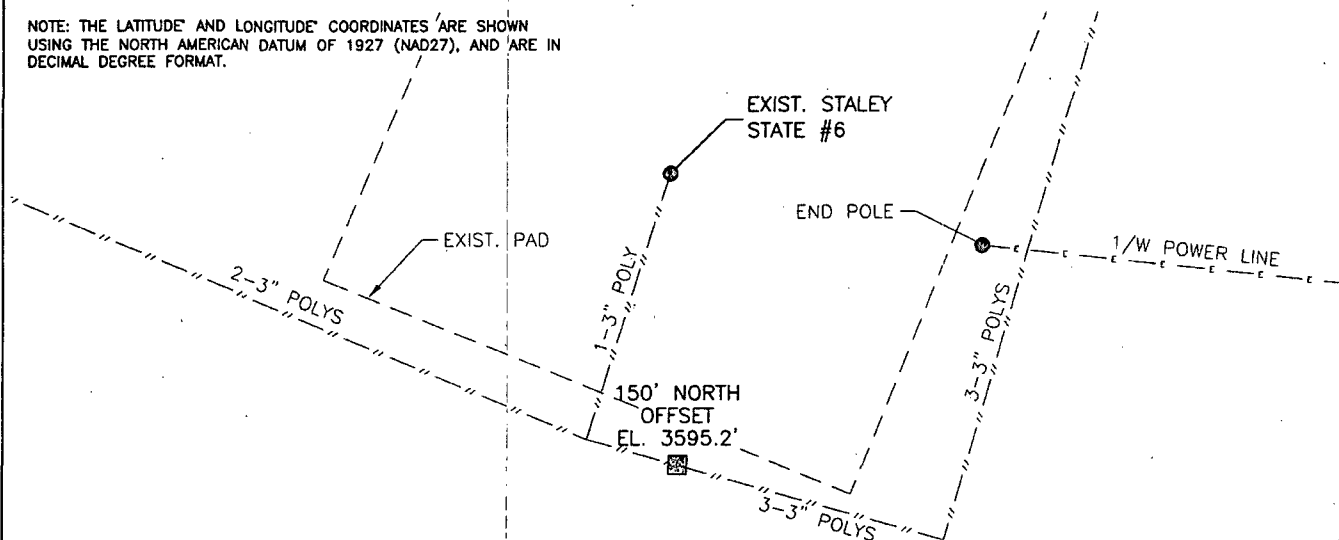 NOTE: THE LATITUDE AND LONGITUDE COORDINATES ARE SHOWN
USING THE NORTH AMERICAN DATUM OF 1927 (NAD27), AND ARE IN
DECIMAL DEGREE FORMAT.
EXIST. STALEY
STATE #6
END POLE
EXIST. PAD
1/W POWER LINE
2-3" POLYS
1-3" POLY
3-3" POLYS
150' NORTH
OFFSET
EL. 3595.2'
3-3" POLYS